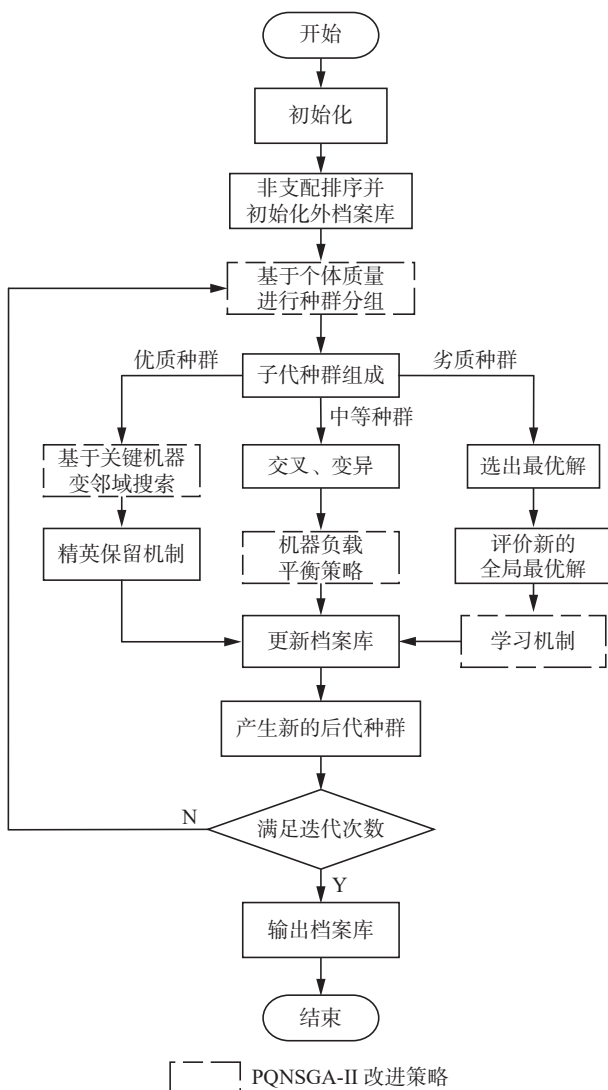 开始
初始化
非支配排序并
初始化外档案库
基于个体质量
进行种群分组
优质种群
子代种群组成
劣质种群
中等种群
基于关键机器
变邻域搜索
交叉、变异
选出最优解
精英保留机制
机器负载
平衡策略
评价新的
全局最优解
更新档案库
学习机制
产生新的后代种群
N
满足迭代次数
Y
输出档案库
结束
PQNSGA-II 改进策略